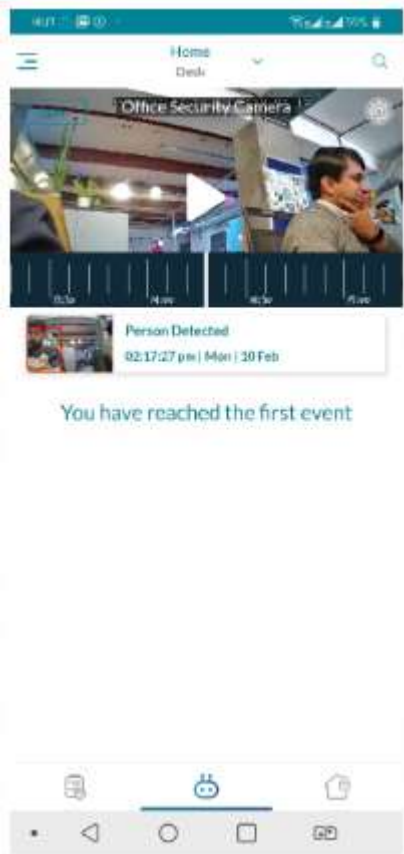 Home
Desk
Office Security Camera
Person Detected
02:17:27 pm | Mon | 10 Feb
You have reached the first event